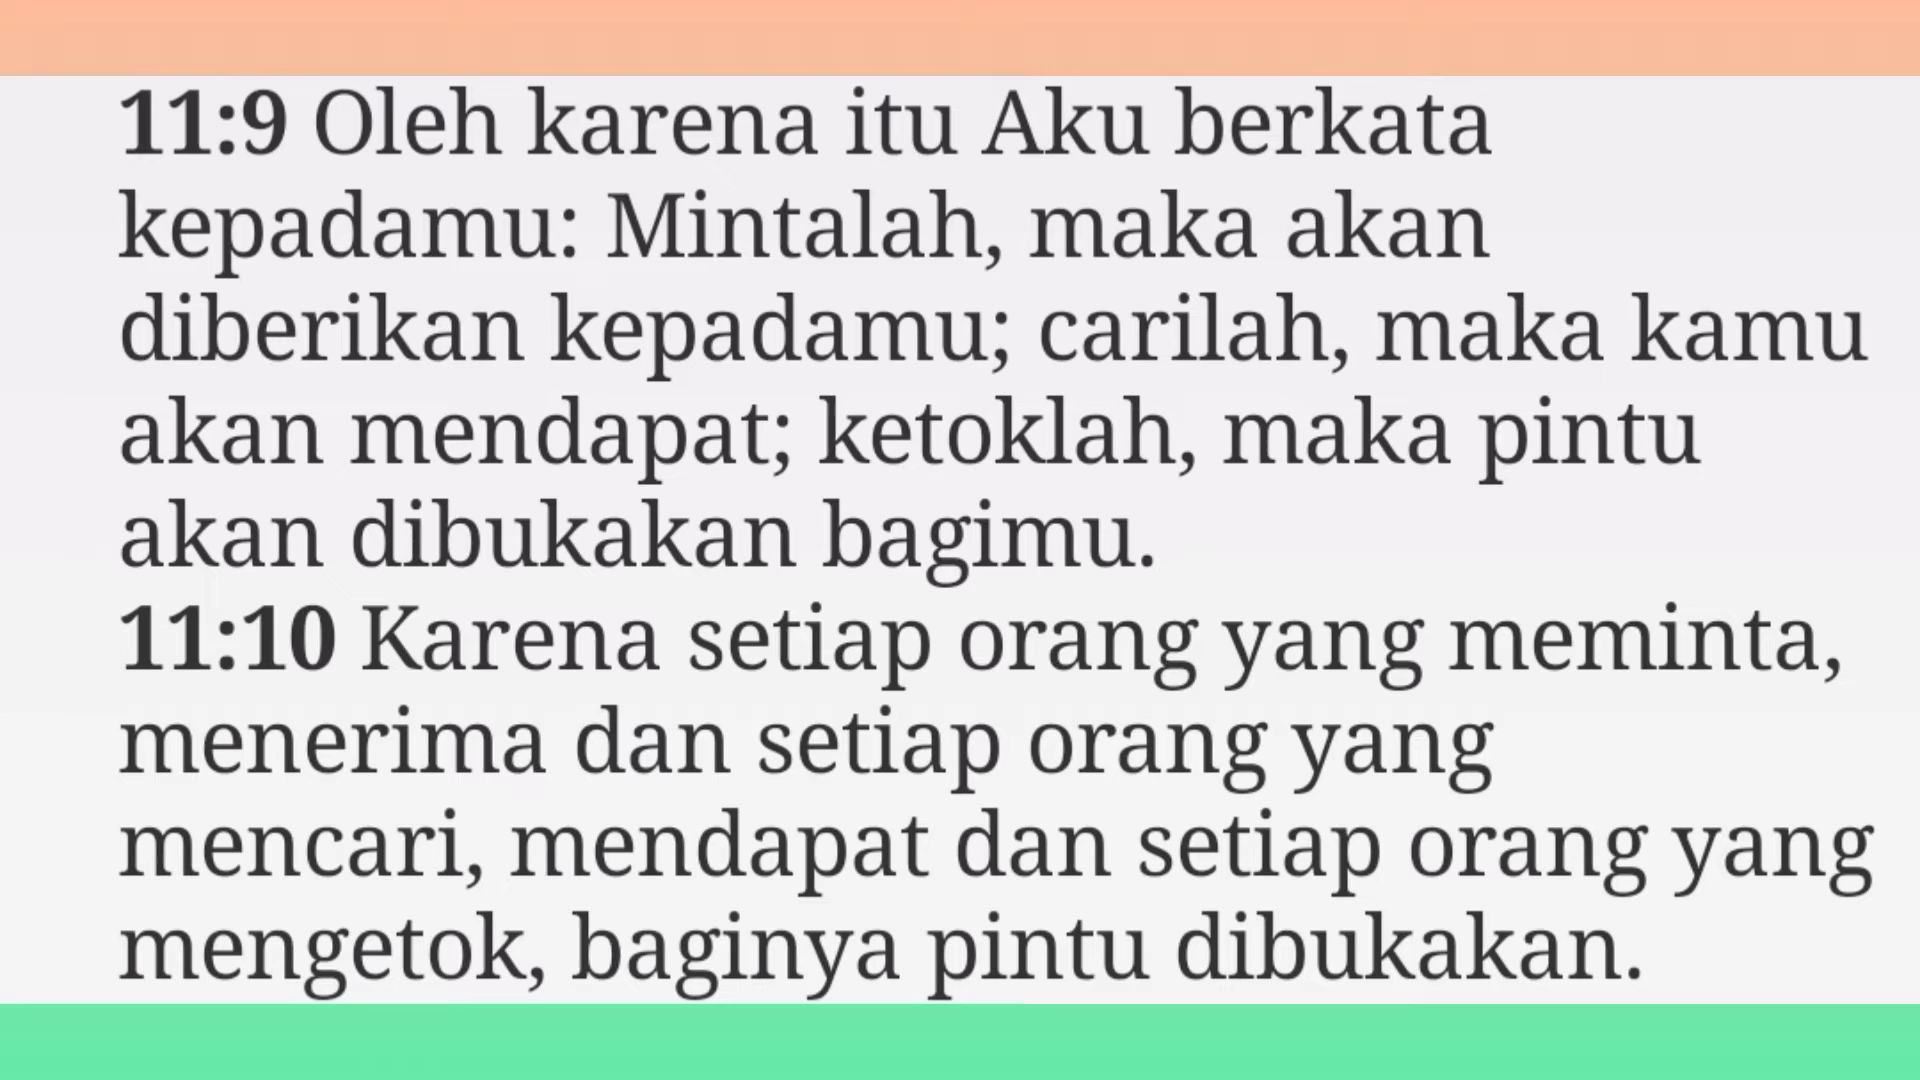 11:9 Oleh karena itu Aku berkata
kepadamu: Mintalah, maka akan
diberikan kepadamu; carilah, maka kamu
akan mendapat; ketoklah, maka pintu
akan dibukakan bagimu.
11:10 Karena setiap orang yang meminta,
menerima dan setiap orang yang
mencari, mendapat dan setiap orang yang
mengetok, baginya pintu dibukakan.